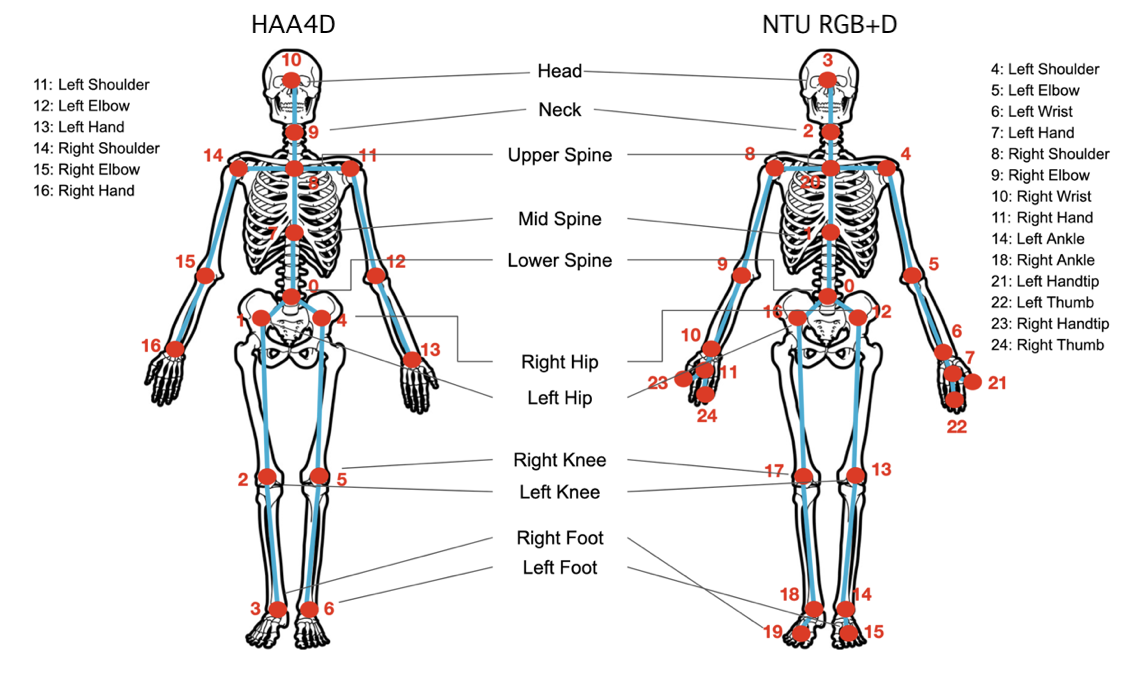 HAA4D
NTU RGB+D
11: Left Shoulder
12: Left Elbow
13: Left Hand
14: Right Shoulder
15: Right Elbow
16: Right Hand
10
9
14
11
8
7
15
12
0
1
4
16
13
2
5
3
6
Head
Neck
Upper Spine
Mid Spine
Lower Spine
Right Hip
Left Hip
Right Knee
Left Knee
Right Foot
Left Foot
3
2
8
4
20
1
9
5
0
16
12
10
6
11
7
23
21
24
22
17
13
18
14
19
15
4: Left Shoulder
5: Left Elbow
6: Left Wrist
7: Left Hand
8: Right Shoulder
9: Right Elbow
10: Right Wrist
11: Right Hand
14: Left Ankle
18: Right Ankle
21: Left Handtip
22: Left Thumb
23: Right Handtip
24: Right Thumb